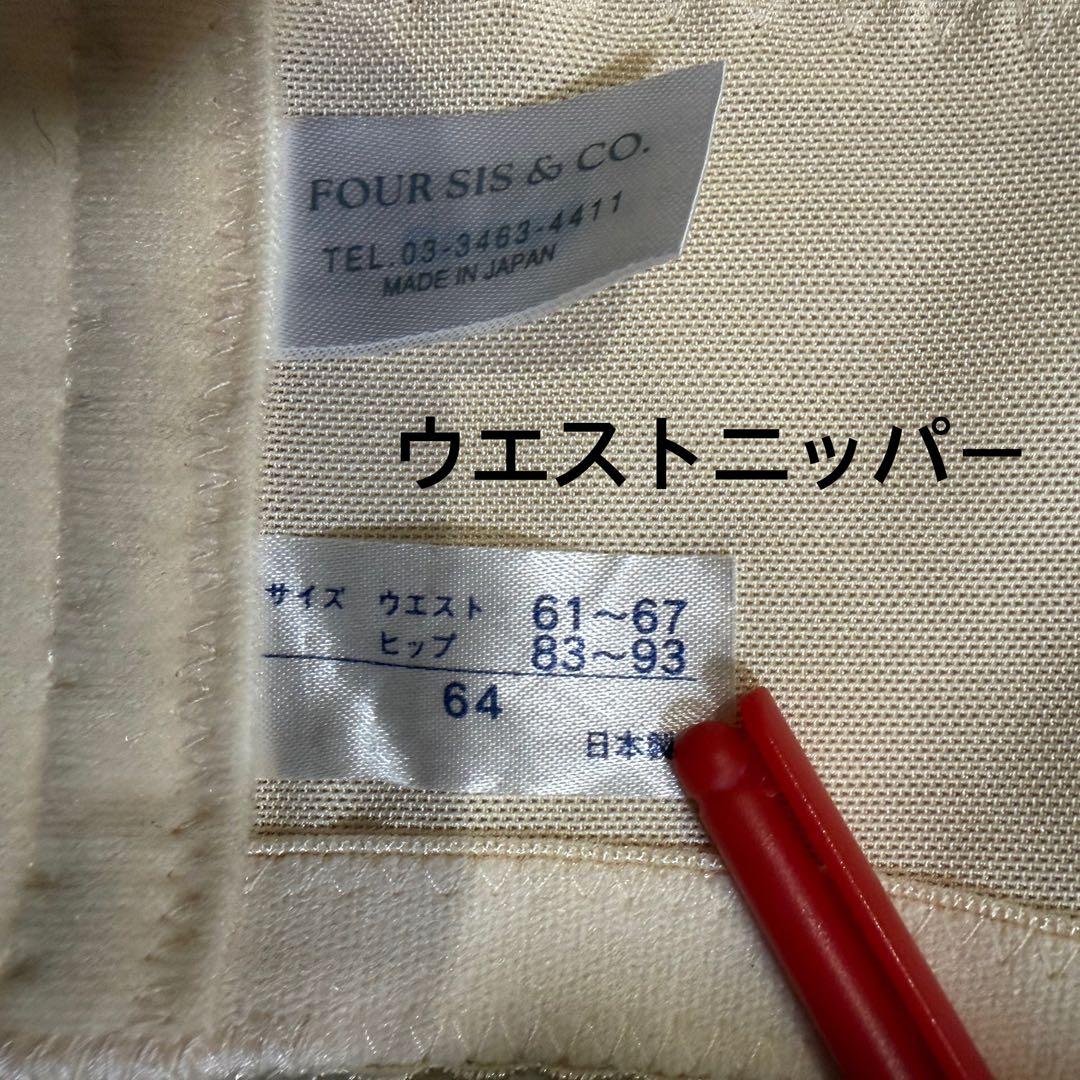 FOUR SIS & CO.
TEL.03-3463-4411
MADE IN JAPAN
ウエストニッパー
サイズ ウエスト 61～67
ヒップ 83～93
64
日本製